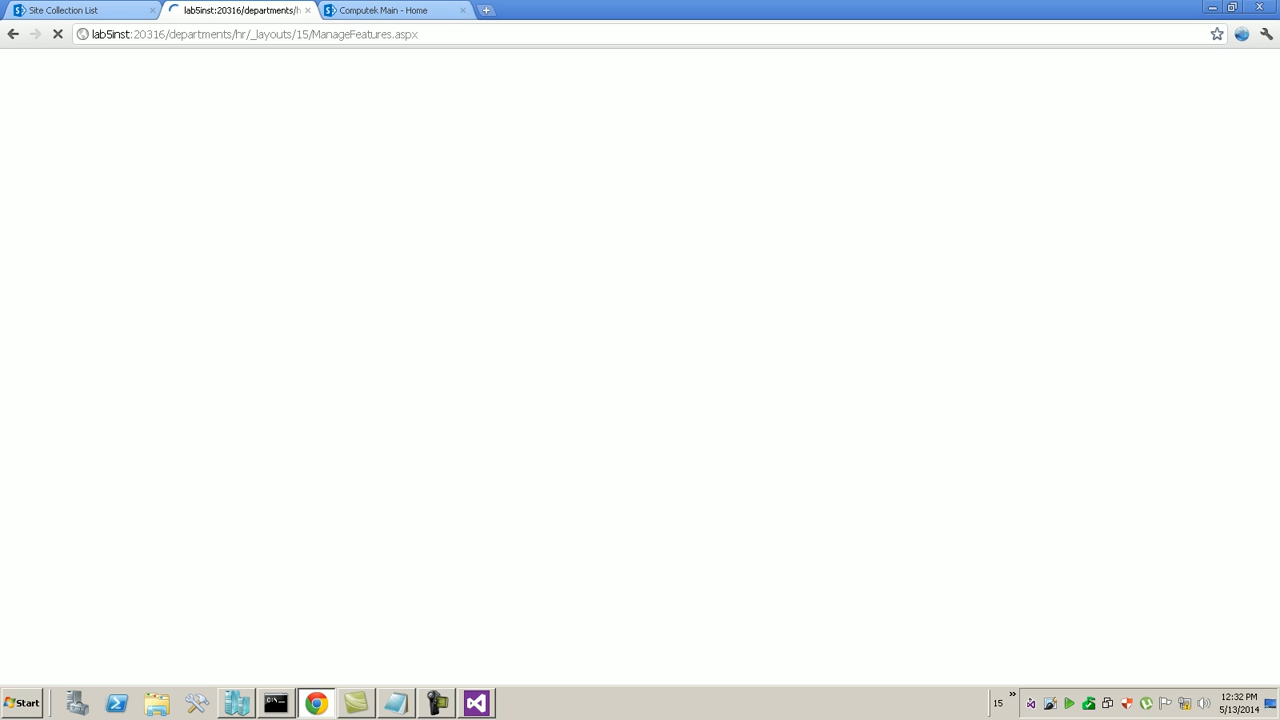 Site Collection List
lab5inst:20316/departments/h
Computek Main - Home
lab5inst:20316/departments/hr/_layouts/15/ManageFeatures.aspx
Start
15
12:32 PM
5/13/2014